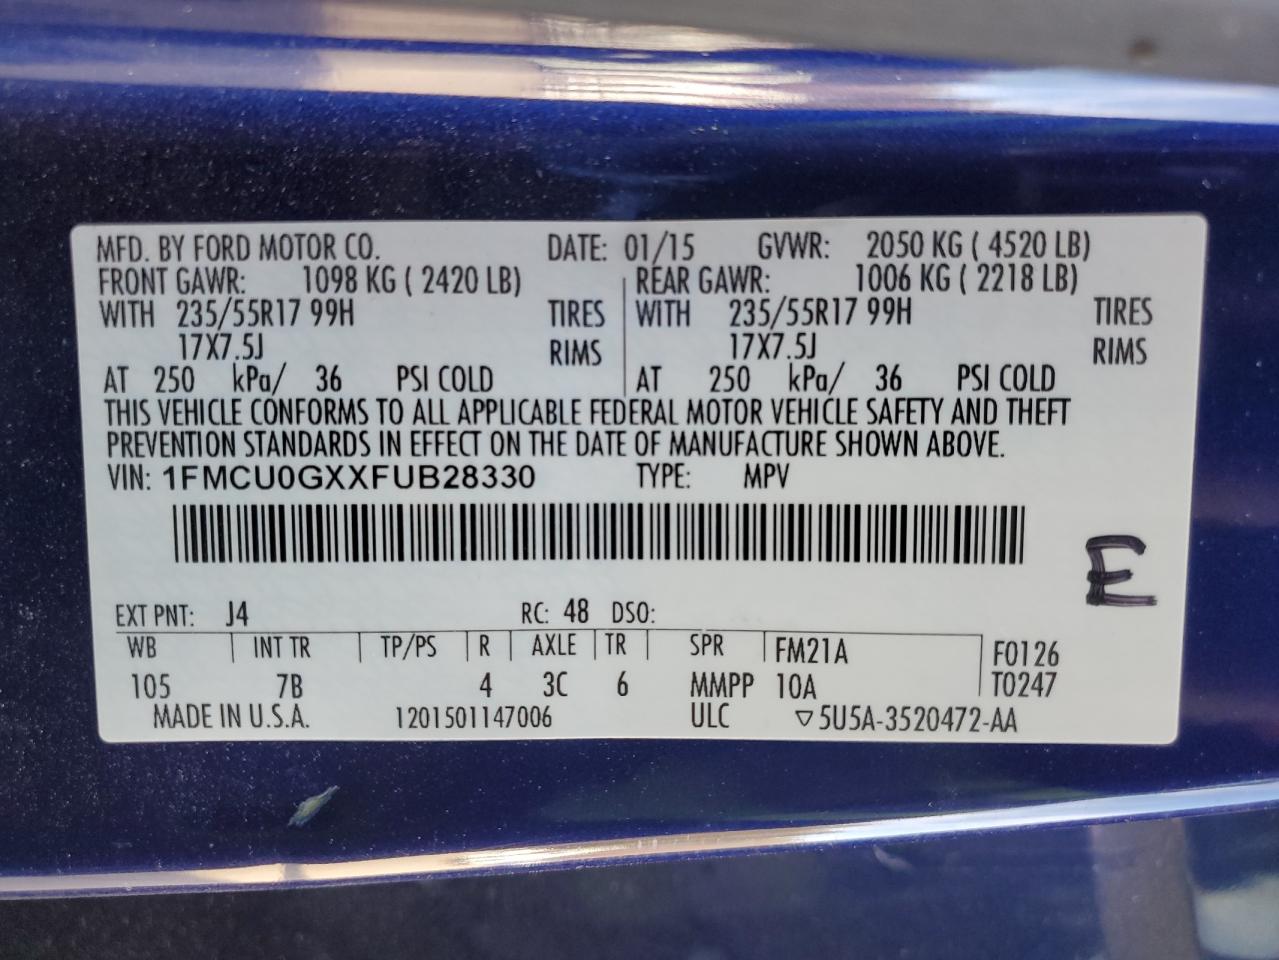 MFD. BY FORD MOTOR CO. DATE: 01/15 GVWR: 2050 KG ( 4520 LB)
FRONT GAWR: 1098 KG ( 2420 LB) REAR GAWR: 1006 KG ( 2218 LB)
WITH 235/55R17 99H TIRES WITH 235/55R17 99H TIRES
17X7.5J RIMS 17X7.5J RIMS
AT 250 kPa/ 36 PSI COLD AT 250 kPa/ 36 PSI COLD
THIS VEHICLE CONFORMS TO ALL APPLICABLE FEDERAL MOTOR VEHICLE SAFETY AND THEFT
PREVENTION STANDARDS IN EFFECT ON THE DATE OF MANUFACTURE SHOWN ABOVE.
VIN: 1FMCU0GXXFUB28330 TYPE: MPV
E
EXT PNT: J4 RC: 48 DSO:
WB INT TR TP/PS R AXLE TR SPR FM21A F0126
105 7B 4 3C 6 MMPP 10A T0247
MADE IN U.S.A. 1201501147006 ULC ▽5U5A-3520472-AA